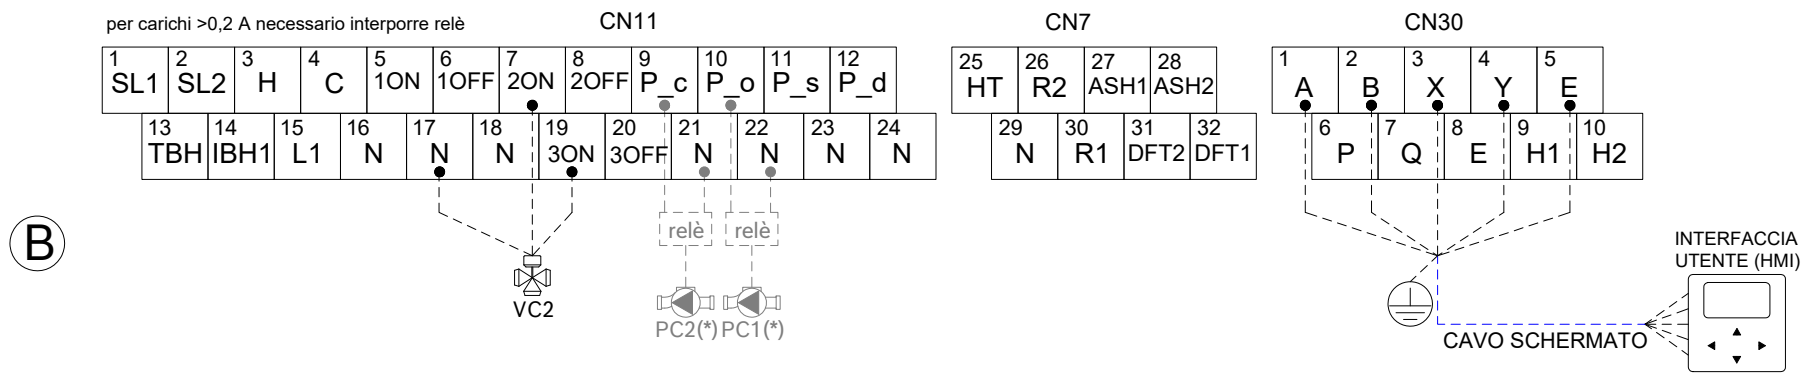 per carichi >0,2 A necessario interporre relè
CN11
CN7
CN30
1 2 3 4 5 6 7 8 9 10 11 12
SL1 SL2 H C 1ON 1OFF 2ON 2OFF P_c P_o P_s P_d
25 26 27 28
HT R2 ASH1 ASH2
1 2 3 4 5
A B X Y E
13 14 15 16 17 18 19 20 21 22 23 24
TBH IBH1 L1 N N N 3ON 3OFF N N N N
29 30 31 32
N R1 DFT2 DFT1
6 7 8 9 10
P Q E H1 H2
B
relè relè
VC2
PC2(*) PC1(*)
INTERFACCIA
UTENTE (HMI)
CAVO SCHERMATO